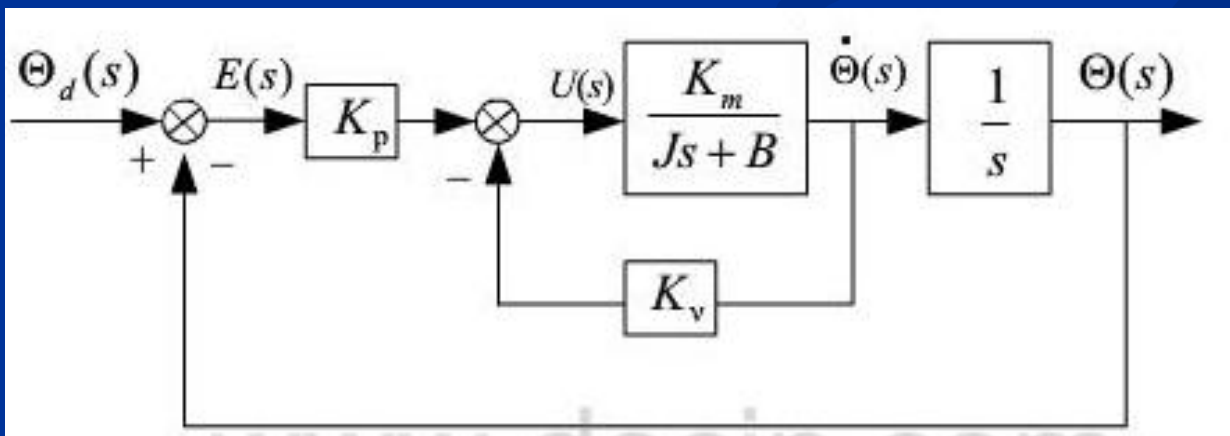 Θ_d(s)
+
−
E(s)
K_p
−
U(s)
K_m
Js + B
Θ̇(s)
1
s
Θ(s)
K_v